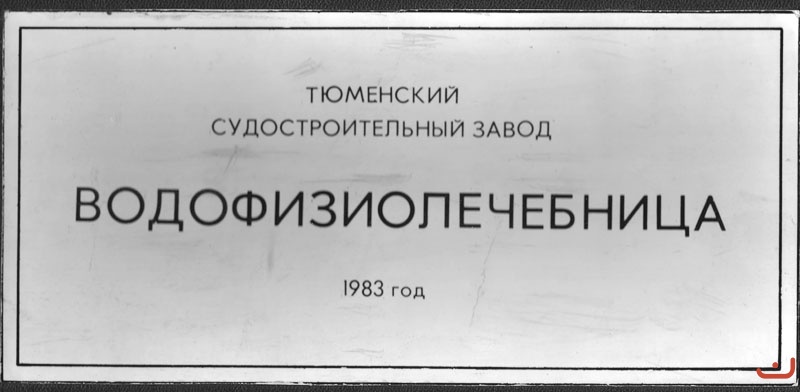 ТЮМЕНСКИЙ
СУДОСТРОИТЕЛЬНЫЙ ЗАВОД
ВОДОФИЗИОЛЕЧЕБНИЦА
1983 год